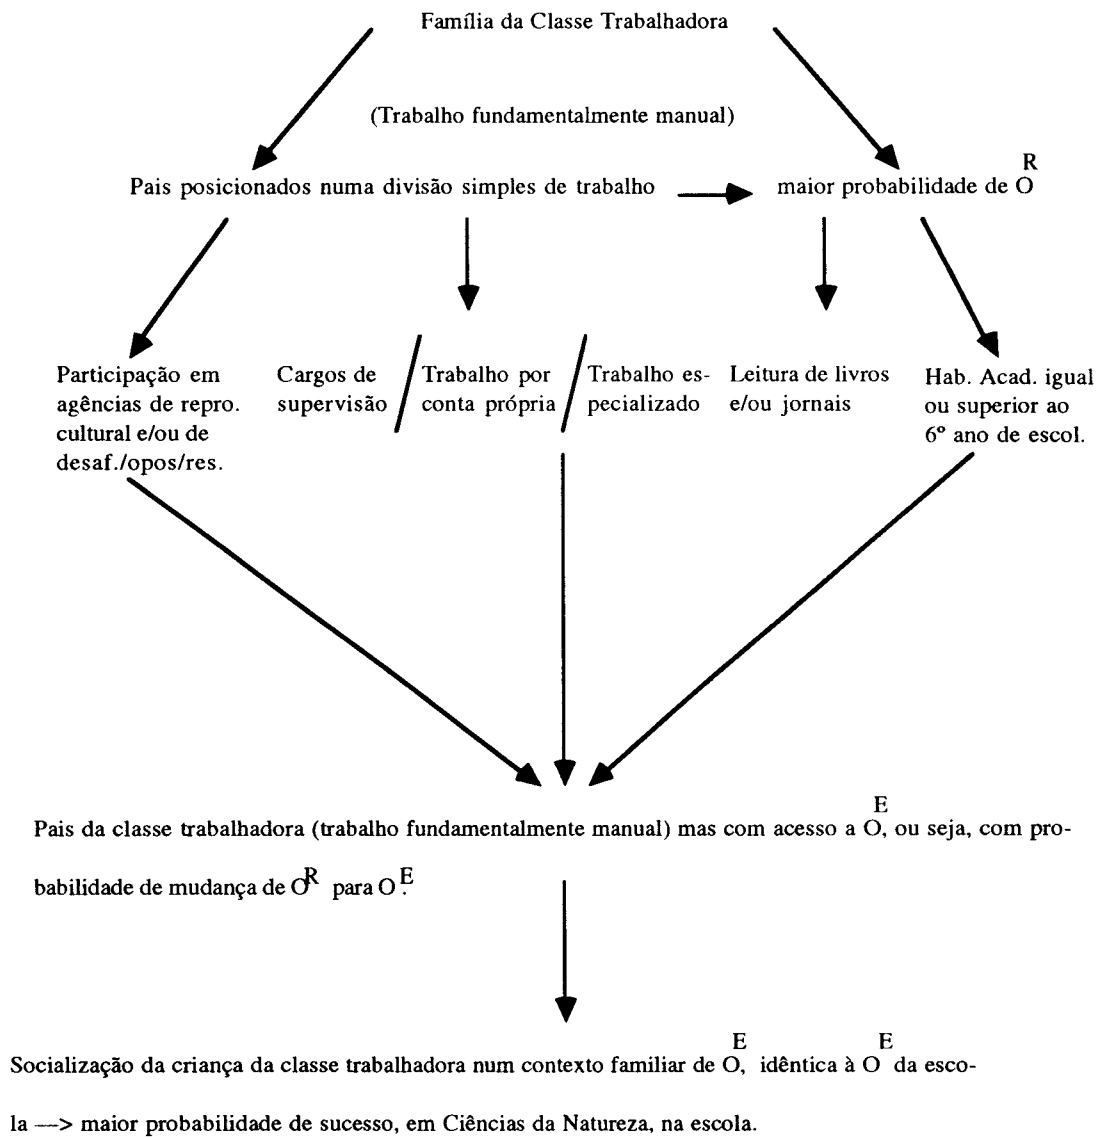 Família da Classe Trabalhadora
(Trabalho fundamentalmente manual)
Pais posicionados numa divisão simples de trabalho
maior probabilidade de O^R
Participação em
agências de repro.
cultural e/ou de
desaf./opos/res.
Cargos de
supervisão
Trabalho por
conta própria
Trabalho es-
pecializado
Leitura de livros
e/ou jornais
Hab. Acad. igual
ou superior ao
6º ano de escol.
Pais da classe trabalhadora (trabalho fundamentalmente manual) mas com acesso a O^E, ou seja, com pro-
babilidade de mudança de O^R para O^E.
Socialização da criança da classe trabalhadora num contexto familiar de O^E, idêntica à O^E da esco-
la —> maior probabilidade de sucesso, em Ciências da Natureza, na escola.